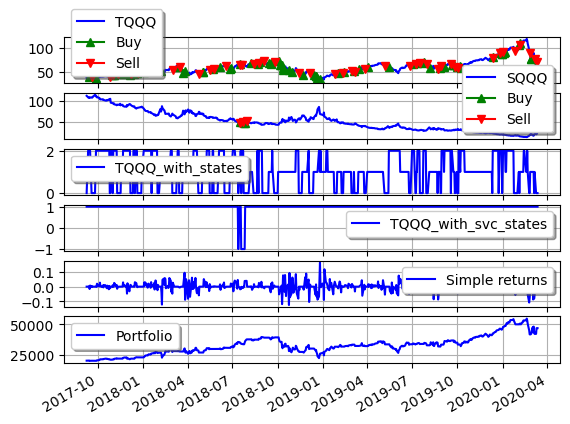 TQQQ
Buy
Sell
100
50
SQQQ
Buy
Sell
100
50
TQQQ_with_states
2
1
0
TQQQ_with_svc_states
1
0
−1
Simple returns
0.1
0.0
−0.1
Portfolio
50000
25000
2017-10
2018-01
2018-04
2018-07
2018-10
2019-01
2019-04
2019-07
2019-10
2020-01
2020-04